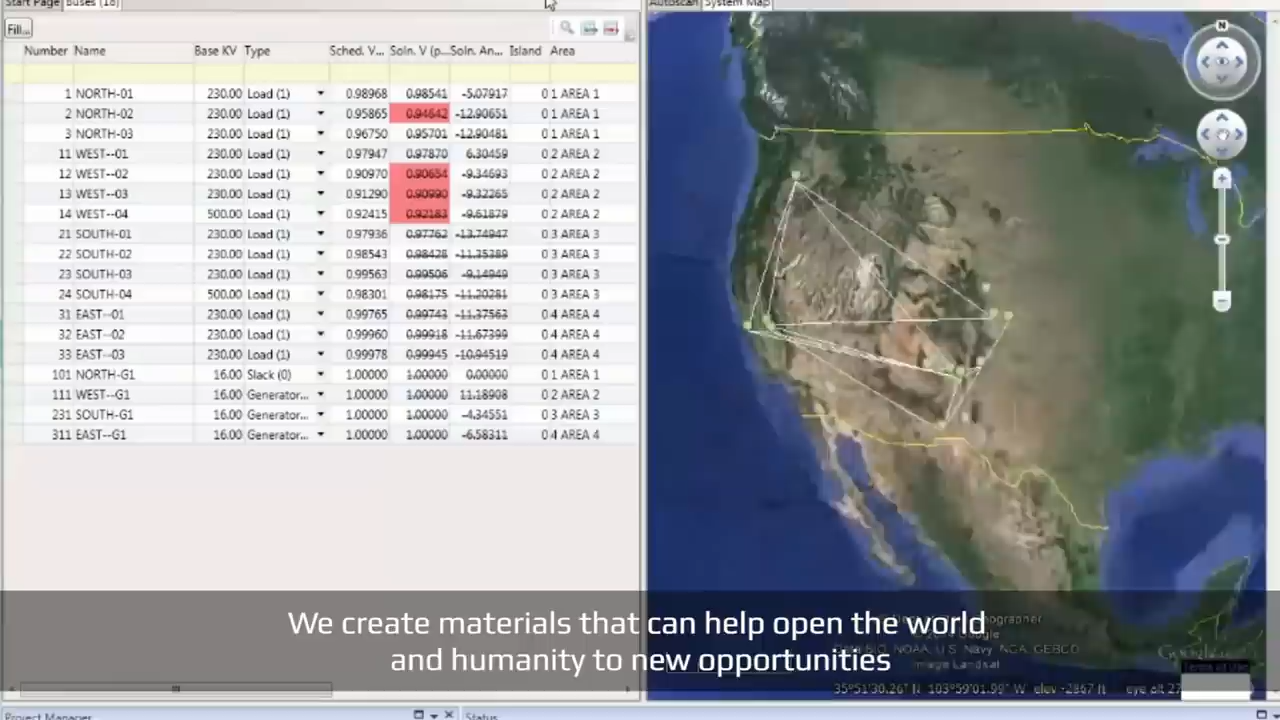 Start Page Buses (18)
Autoscan System Map
Fill...
Number Name Base KV Type Sched. V... Soln. V (p... Soln. An... Island Area
1 NORTH-01 230.00 Load (1) 0.98968 0.98541 -5.07917 0 1 AREA 1
2 NORTH-02 230.00 Load (1) 0.95865 0.94642 -12.90651 0 1 AREA 1
3 NORTH-03 230.00 Load (1) 0.96750 0.95701 -12.90481 0 1 AREA 1
11 WEST--01 230.00 Load (1) 0.97947 0.97870 6.30459 0 2 AREA 2
12 WEST--02 230.00 Load (1) 0.90970 0.90654 -9.34693 0 2 AREA 2
13 WEST--03 230.00 Load (1) 0.91290 0.90990 -9.32265 0 2 AREA 2
14 WEST--04 500.00 Load (1) 0.92415 0.92183 -9.61879 0 2 AREA 2
21 SOUTH-01 230.00 Load (1) 0.97936 0.97762 -13.74947 0 3 AREA 3
22 SOUTH-02 230.00 Load (1) 0.98543 0.98428 -11.35389 0 3 AREA 3
23 SOUTH-03 230.00 Load (1) 0.99563 0.99506 -9.14949 0 3 AREA 3
24 SOUTH-04 500.00 Load (1) 0.98301 0.98175 -11.20281 0 3 AREA 3
31 EAST--01 230.00 Load (1) 0.99765 0.99743 -11.37563 0 4 AREA 4
32 EAST--02 230.00 Load (1) 0.99960 0.99918 -11.67399 0 4 AREA 4
33 EAST--03 230.00 Load (1) 0.99978 0.99945 -10.94519 0 4 AREA 4
101 NORTH-G1 16.00 Slack (0) 1.00000 1.00000 0.00000 0 1 AREA 1
111 WEST--G1 16.00 Generator... 1.00000 1.00000 11.18908 0 2 AREA 2
231 SOUTH-G1 16.00 Generator... 1.00000 1.00000 -4.34551 0 3 AREA 3
311 EAST--G1 16.00 Generator... 1.00000 1.00000 -6.58311 0 4 AREA 4
N
We create materials that can help open the world
and humanity to new opportunities
Google
Data SIO, NOAA, U.S. Navy, NGA, GEBCO
Image Landsat
Terms of Use
35°51'30.26" N 103°59'01.99" W elev -2867 ft eye alt 27
Project Manager
Status